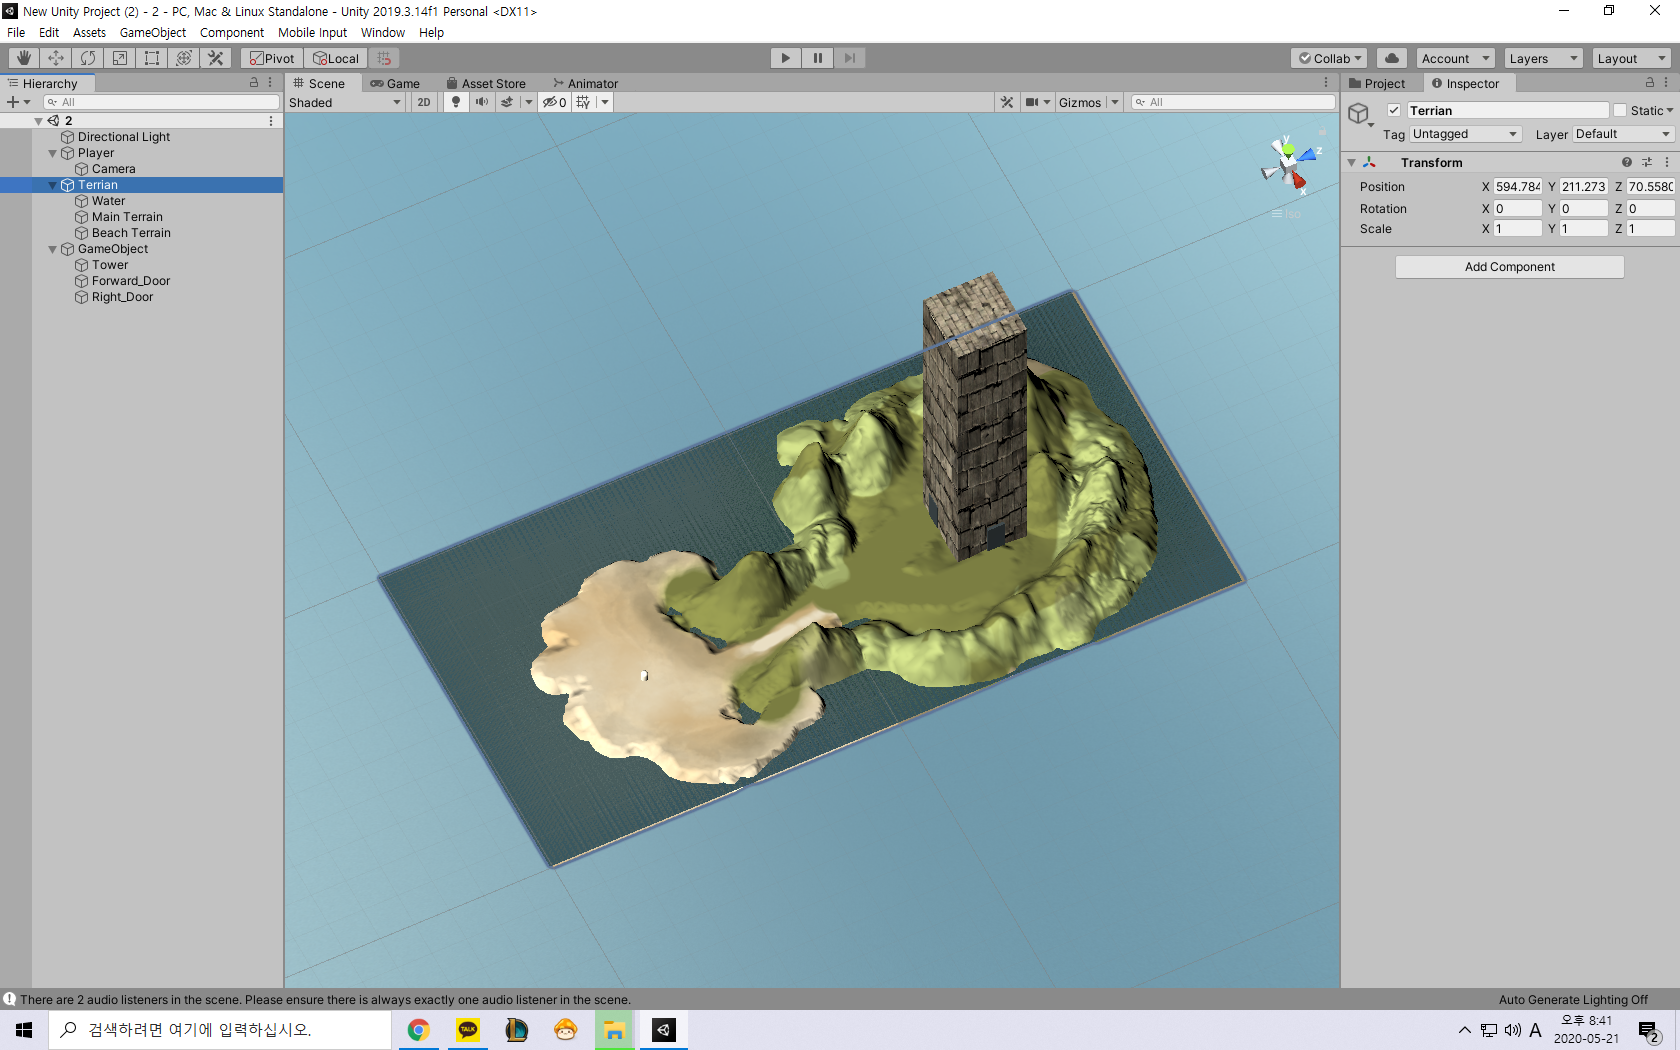 New Unity Project (2) - 2 - PC, Mac & Linux Standalone - Unity 2019.3.14f1 Personal <DX11>
File Edit Assets GameObject Component Mobile Input Window Help
Pivot Local Collab Account Layers Layout
Hierarchy
All
2
Directional Light
Player
Camera
Terrian
Water
Main Terrain
Beach Terrain
GameObject
Tower
Forward_Door
Right_Door
Scene Game Asset Store Animator
Shaded 2D 0 Gizmos All
y
z
x
Iso
Project Inspector
Terrian Static
Tag Untagged Layer Default
Transform
Position X 594.784 Y 211.273 Z 70.5580
Rotation X 0 Y 0 Z 0
Scale X 1 Y 1 Z 1
Add Component
There are 2 audio listeners in the scene. Please ensure there is always exactly one audio listener in the scene.
Auto Generate Lighting Off
검색하려면 여기에 입력하십시오.
TALK
A
오후 8:41
2020-05-21
2